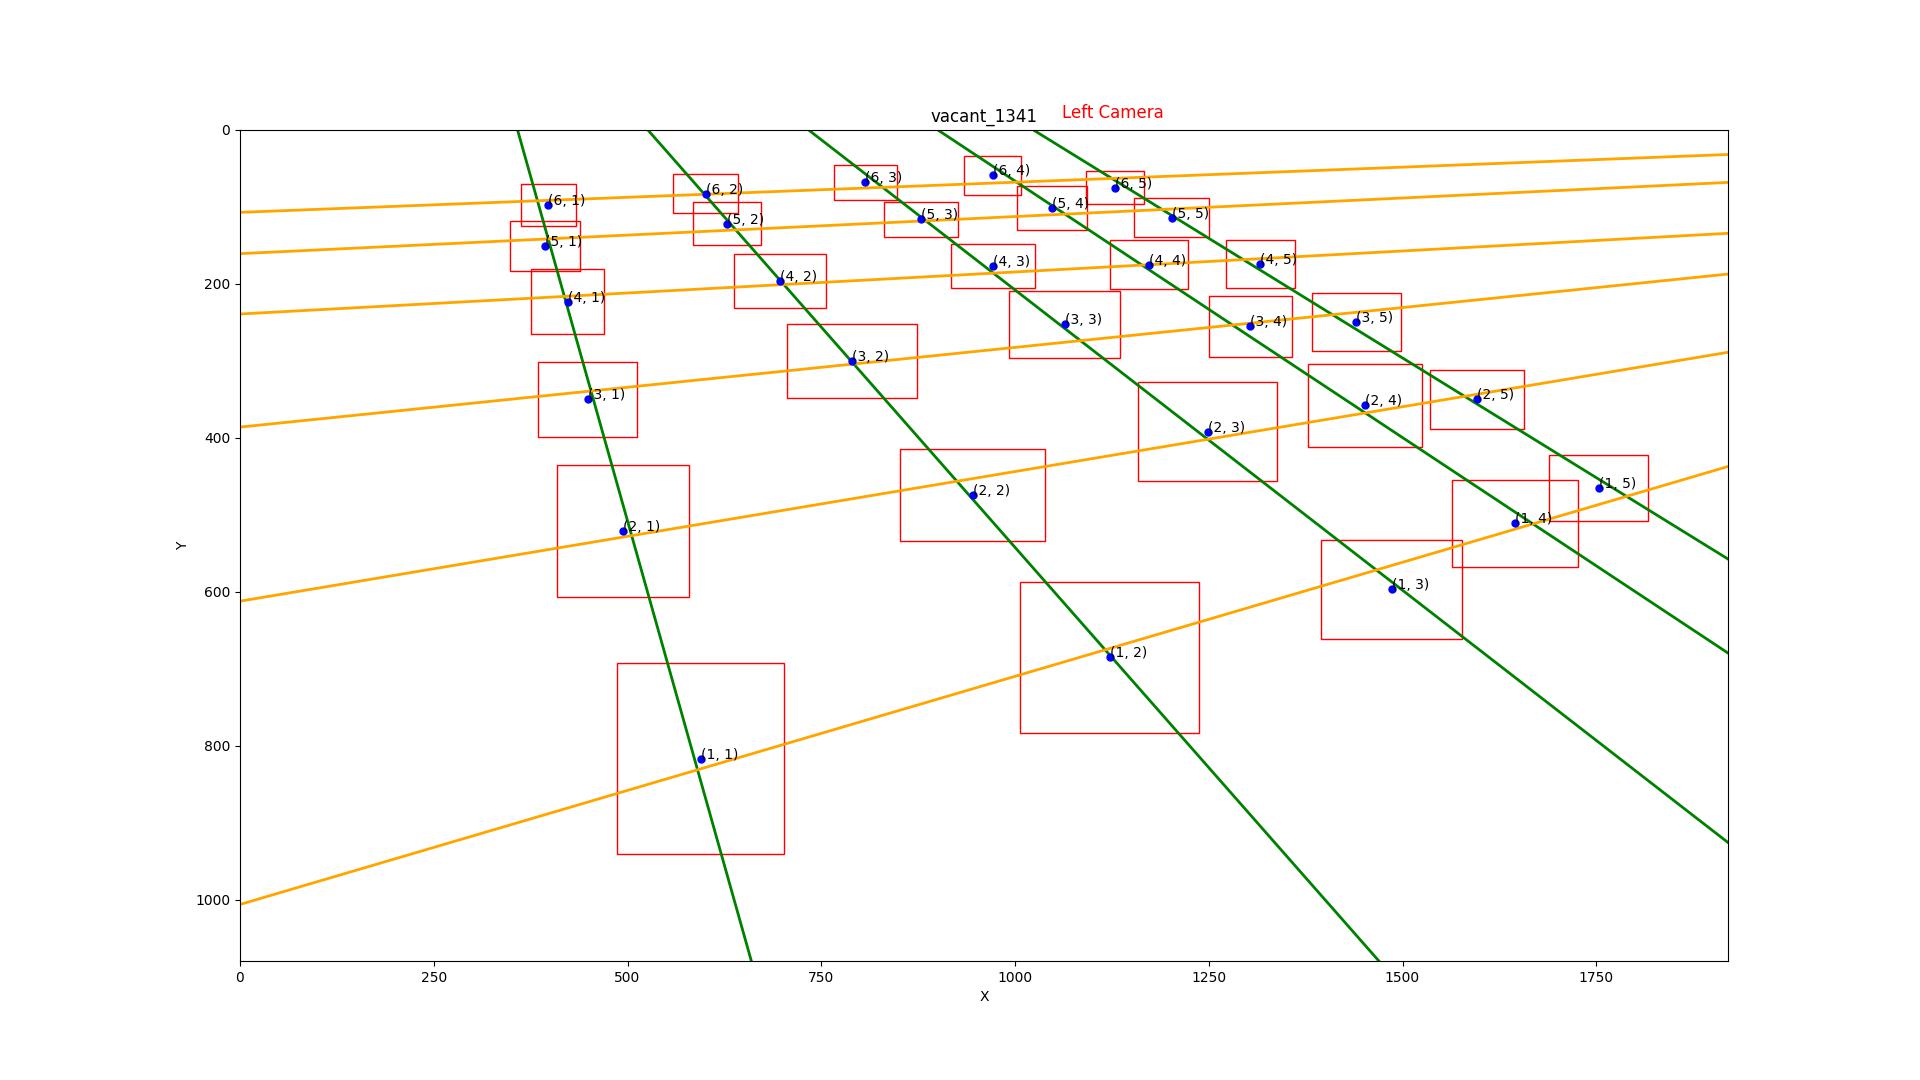 vacant_1341 Left Camera
0
200
400
600
800
1000
Y
(6, 1) (6, 2) (6, 3) (6, 4) (6, 5)
(5, 1) (5, 2) (5, 3) (5, 4) (5, 5)
(4, 1) (4, 2) (4, 3) (4, 4) (4, 5)
(3, 1) (3, 2) (3, 3) (3, 4) (3, 5)
(2, 1) (2, 2) (2, 3) (2, 4) (2, 5)
(1, 1) (1, 2) (1, 3) (1, 4) (1, 5)
0 250 500 750 1000 1250 1500 1750
X